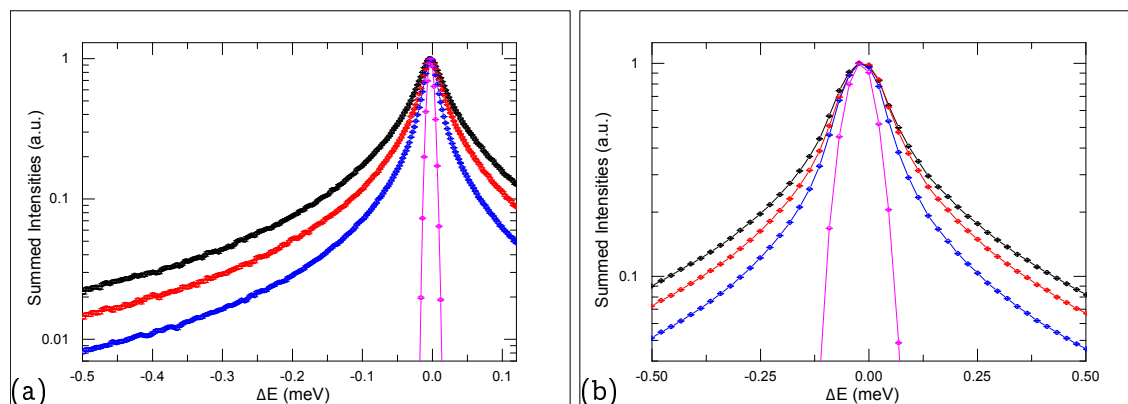 1
0.1
0.01
Summed Intensities (a.u.)
-0.5 -0.4 -0.3 -0.2 -0.1 0.0 0.1
ΔE (meV)
(a)
1
0.1
Summed Intensities (a.u.)
-0.50 -0.25 0.00 0.25 0.50
ΔE (meV)
(b)